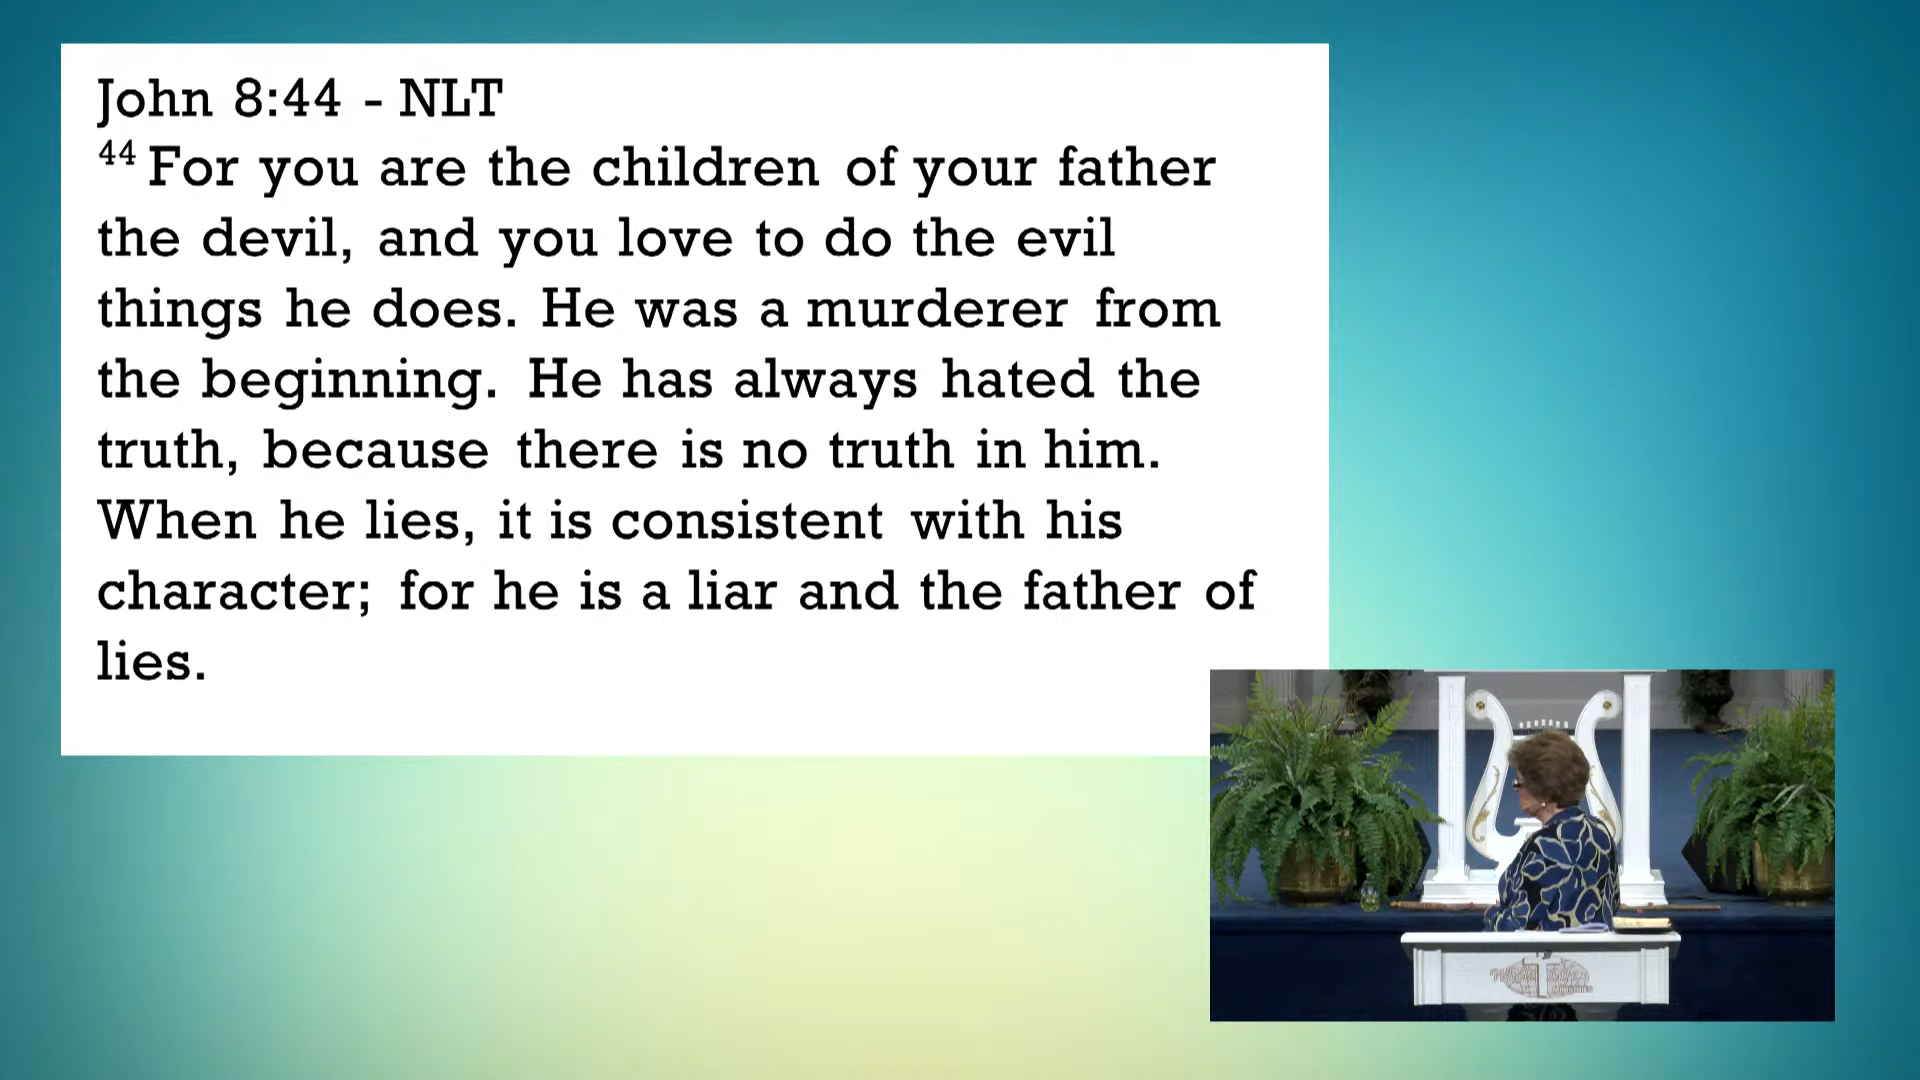 John 8:44 - NLT
44 For you are the children of your father
the devil, and you love to do the evil
things he does. He was a murderer from
the beginning. He has always hated the
truth, because there is no truth in him.
When he lies, it is consistent with his
character; for he is a liar and the father of
lies.